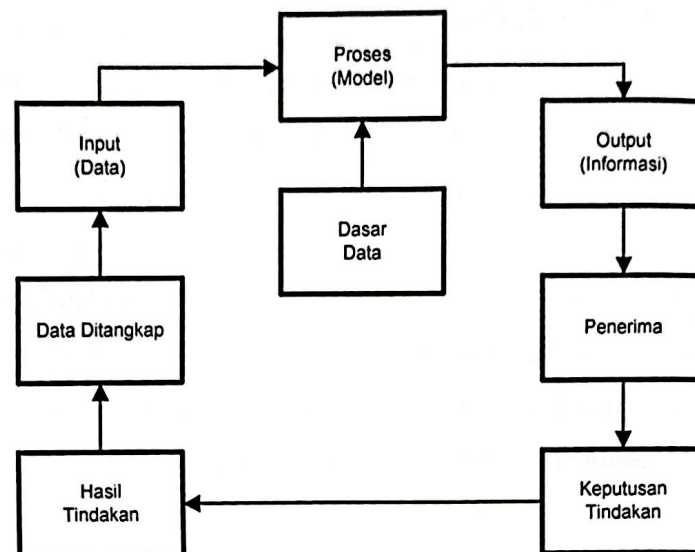 Proses
(Model)
Input
(Data)
Output
(Informasi)
Dasar
Data
Data Ditangkap
Penerima
Hasil
Tindakan
Keputusan
Tindakan